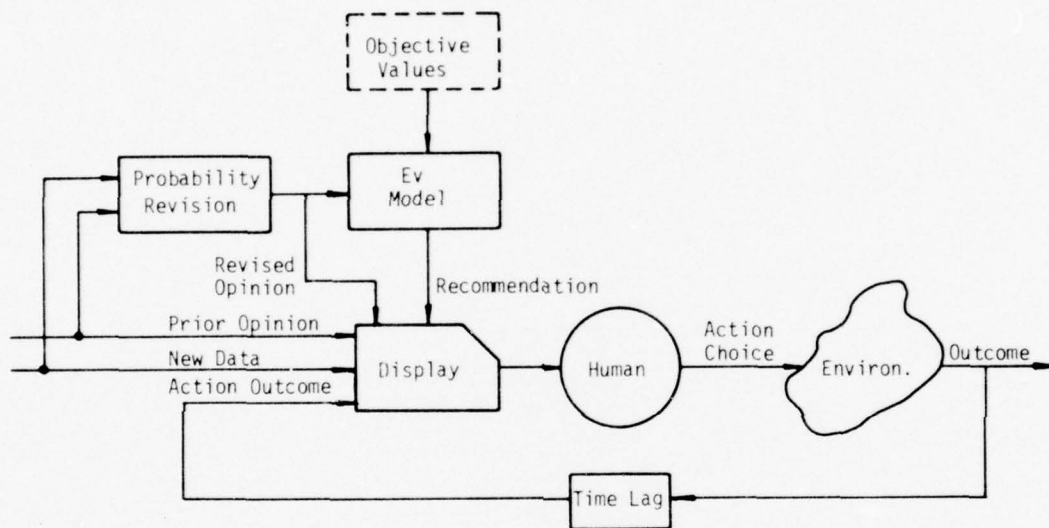 Objective
Values
Probability
Revision
Ev
Model
Revised
Opinion
Recommendation
Prior Opinion
New Data
Action Outcome
Display
Human
Action
Choice
Environ.
Outcome
Time Lag